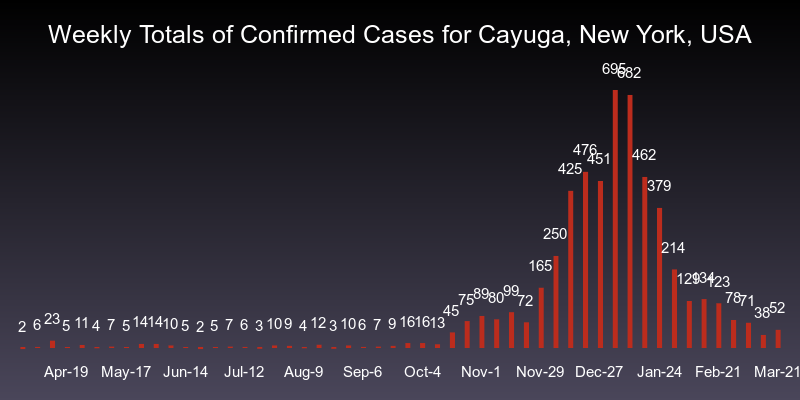 Weekly Totals of Confirmed Cases for Cayuga, New York, USA
2 6 23 5 11 4 7 5 14 14 10 5 2 5 7 6 3 10 9 4 12 3 10 6 7 9 16 16 13 45 75 89 80 99 72 165 250 425 476 451 695 682 462 379 214 129 134 123 78 71 38 52
Apr-19 May-17 Jun-14 Jul-12 Aug-9 Sep-6 Oct-4 Nov-1 Nov-29 Dec-27 Jan-24 Feb-21 Mar-21